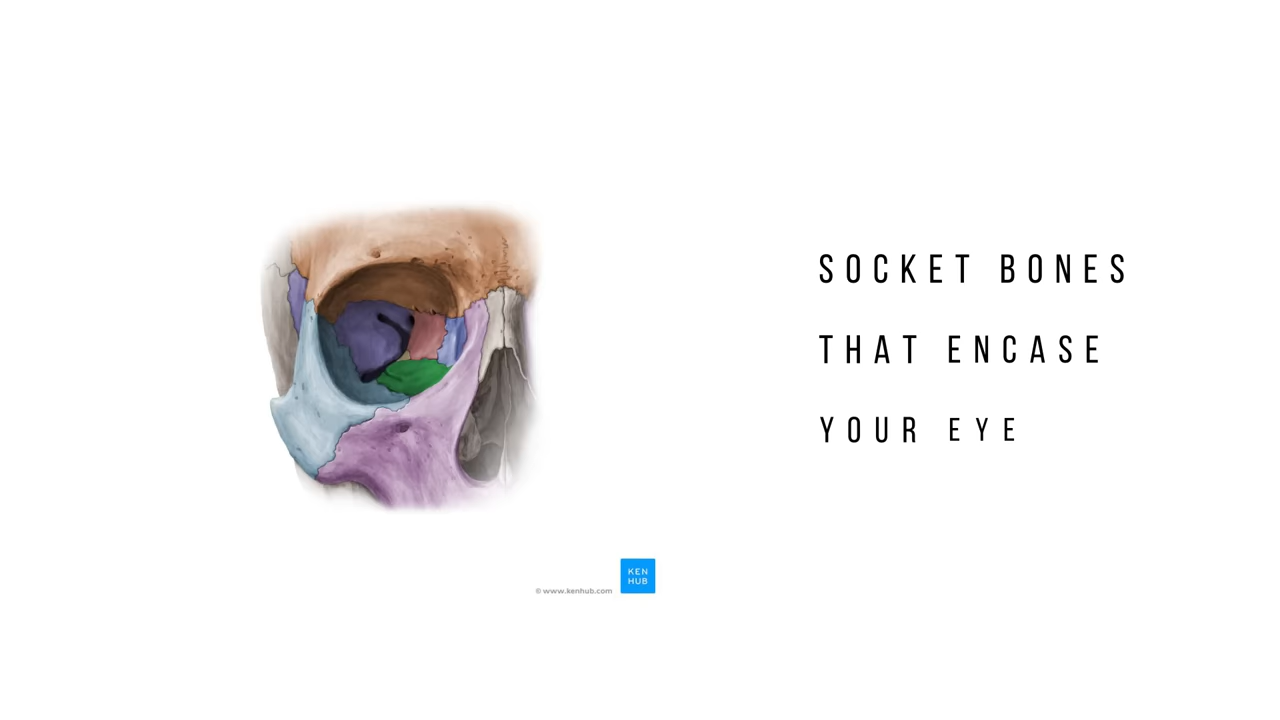 SOCKET BONES
THAT ENCASE
YOUR EYE
© www.kenhub.com
KEN
HUB